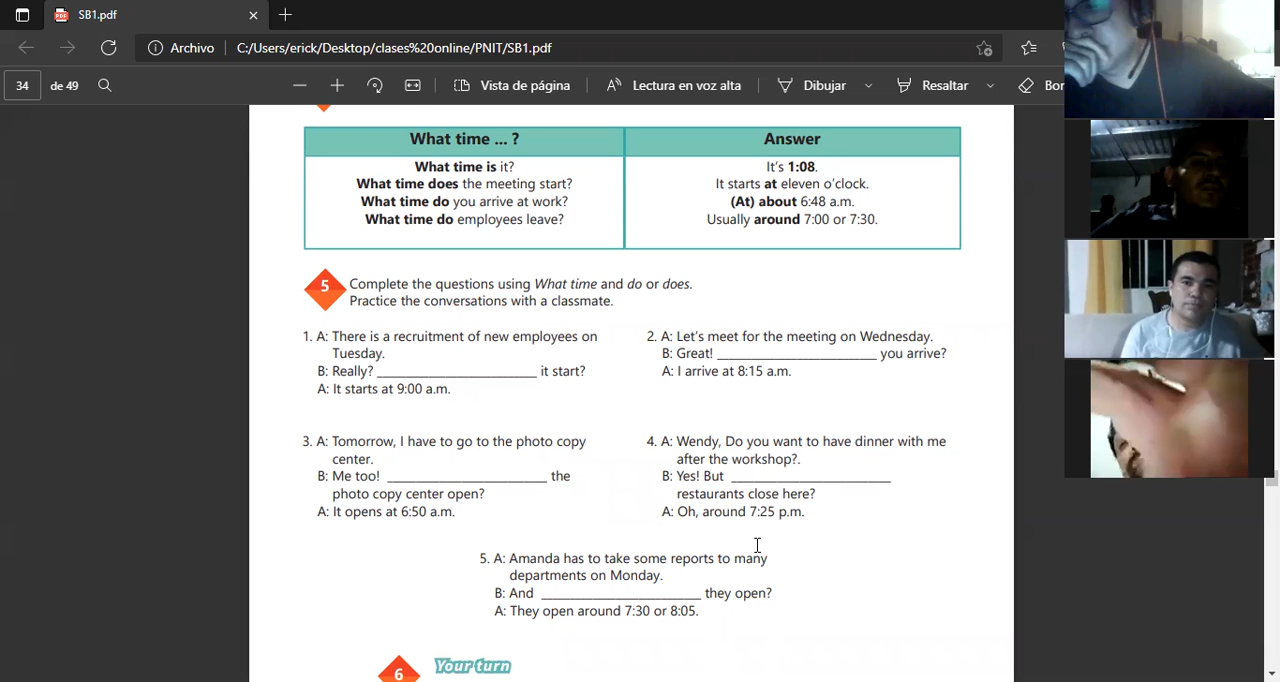 SB1.pdf
Archivo C:/Users/erick/Desktop/clases%20online/PNIT/SB1.pdf
34 de 49 Vista de página Lectura en voz alta Dibujar Resaltar Bor
What time ... ? Answer
What time is it? It's 1:08.
What time does the meeting start? It starts at eleven o'clock.
What time do you arrive at work? (At) about 6:48 a.m.
What time do employees leave? Usually around 7:00 or 7:30.
5 Complete the questions using What time and do or does.
Practice the conversations with a classmate.
1. A: There is a recruitment of new employees on
Tuesday.
B: Really? ____________________ it start?
A: It starts at 9:00 a.m.
2. A: Let's meet for the meeting on Wednesday.
B: Great! ____________________ you arrive?
A: I arrive at 8:15 a.m.
3. A: Tomorrow, I have to go to the photo copy
center.
B: Me too! ____________________ the
photo copy center open?
A: It opens at 6:50 a.m.
4. A: Wendy, Do you want to have dinner with me
after the workshop?.
B: Yes! But ____________________
restaurants close here?
A: Oh, around 7:25 p.m.
5. A: Amanda has to take some reports to many
departments on Monday.
B: And ____________________ they open?
A: They open around 7:30 or 8:05.
6 Your turn